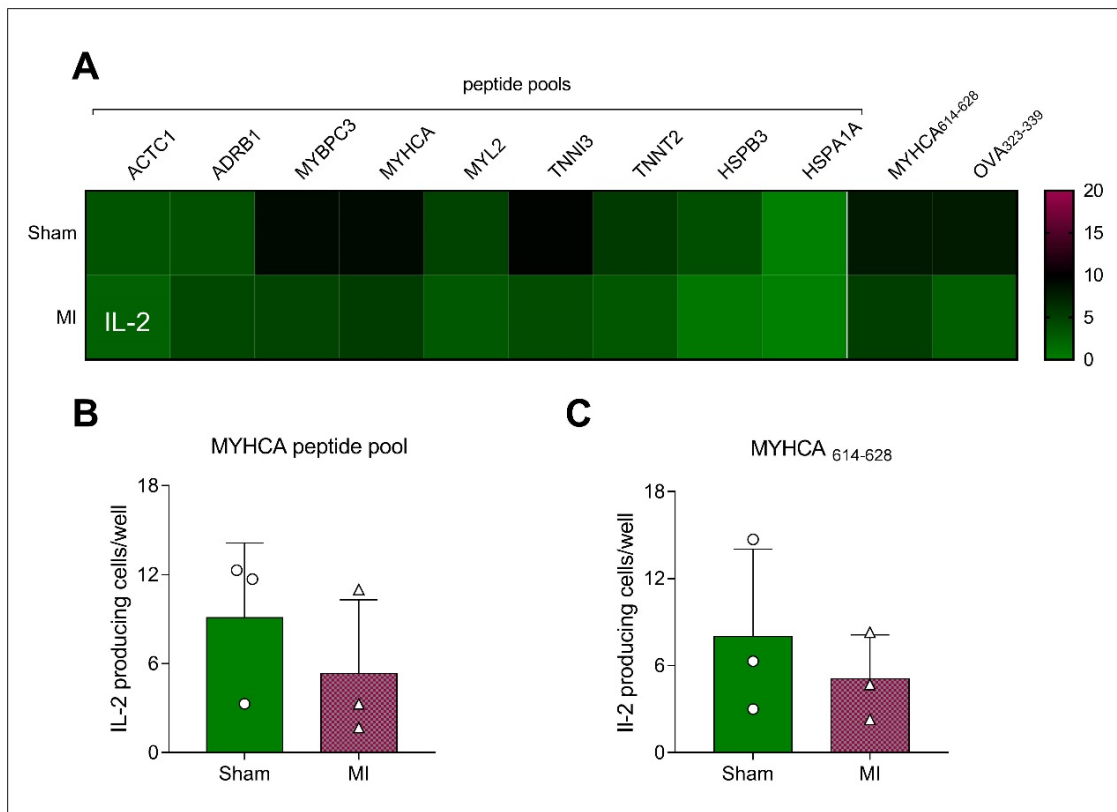 A
peptide pools
ACTC1
ADRB1
MYBPC3
MYHCA
MYL2
TNNI3
TNNT2
HSPB3
HSPA1A
MYHCA614-628
OVA323-339
Sham
MI
IL-2
20
15
10
5
0
B
MYHCA peptide pool
IL-2 producing cells/well
18
12
6
0
Sham
MI
C
MYHCA 614-628
Il-2 producing cells/well
18
12
6
0
Sham
MI